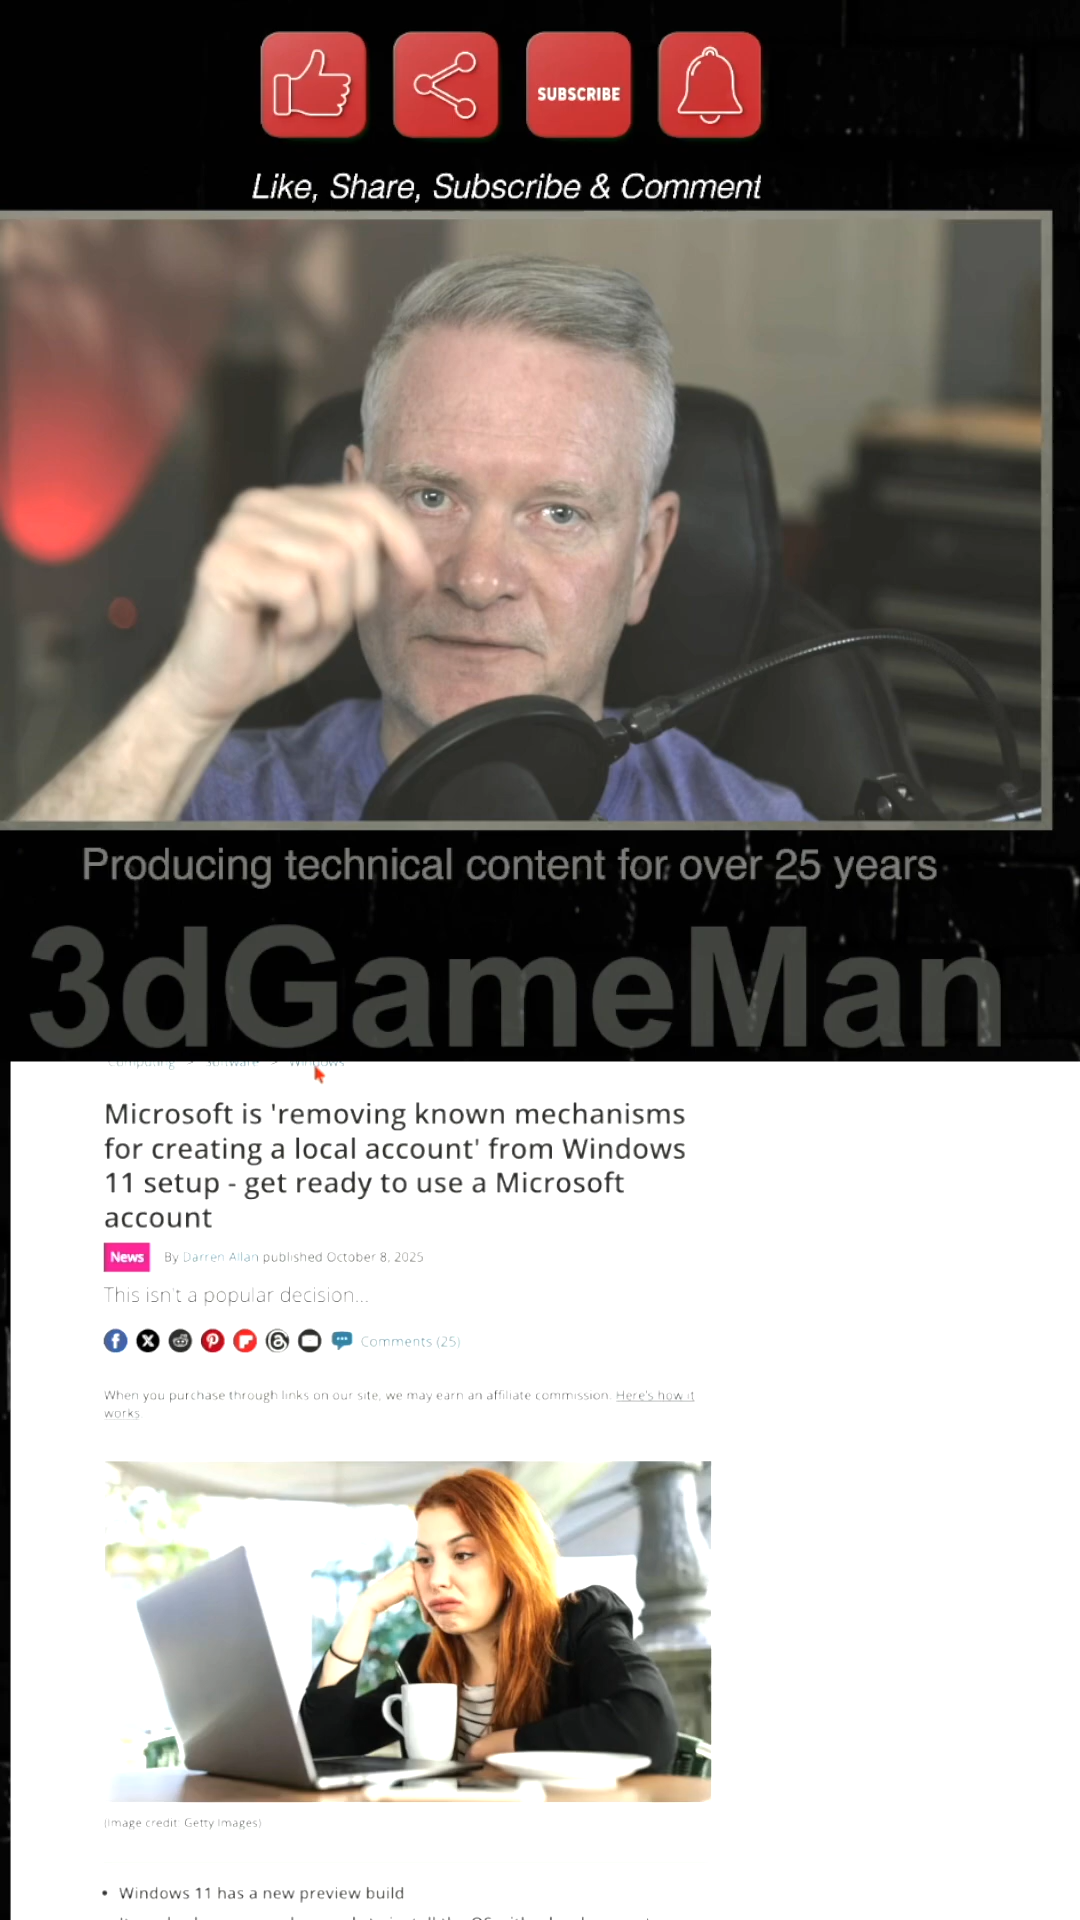 SUBSCRIBE
Like, Share, Subscribe & Comment
Producing technical content for over 25 years
3dGameMan
Computing > Software > Windows
Microsoft is 'removing known mechanisms
for creating a local account' from Windows
11 setup - get ready to use a Microsoft
account
News By Darren Allan published October 8, 2025
This isn't a popular decision...
Comments (25)
When you purchase through links on our site, we may earn an affiliate commission. Here's how it
works
(Image credit: Getty Images)
• Windows 11 has a new preview build